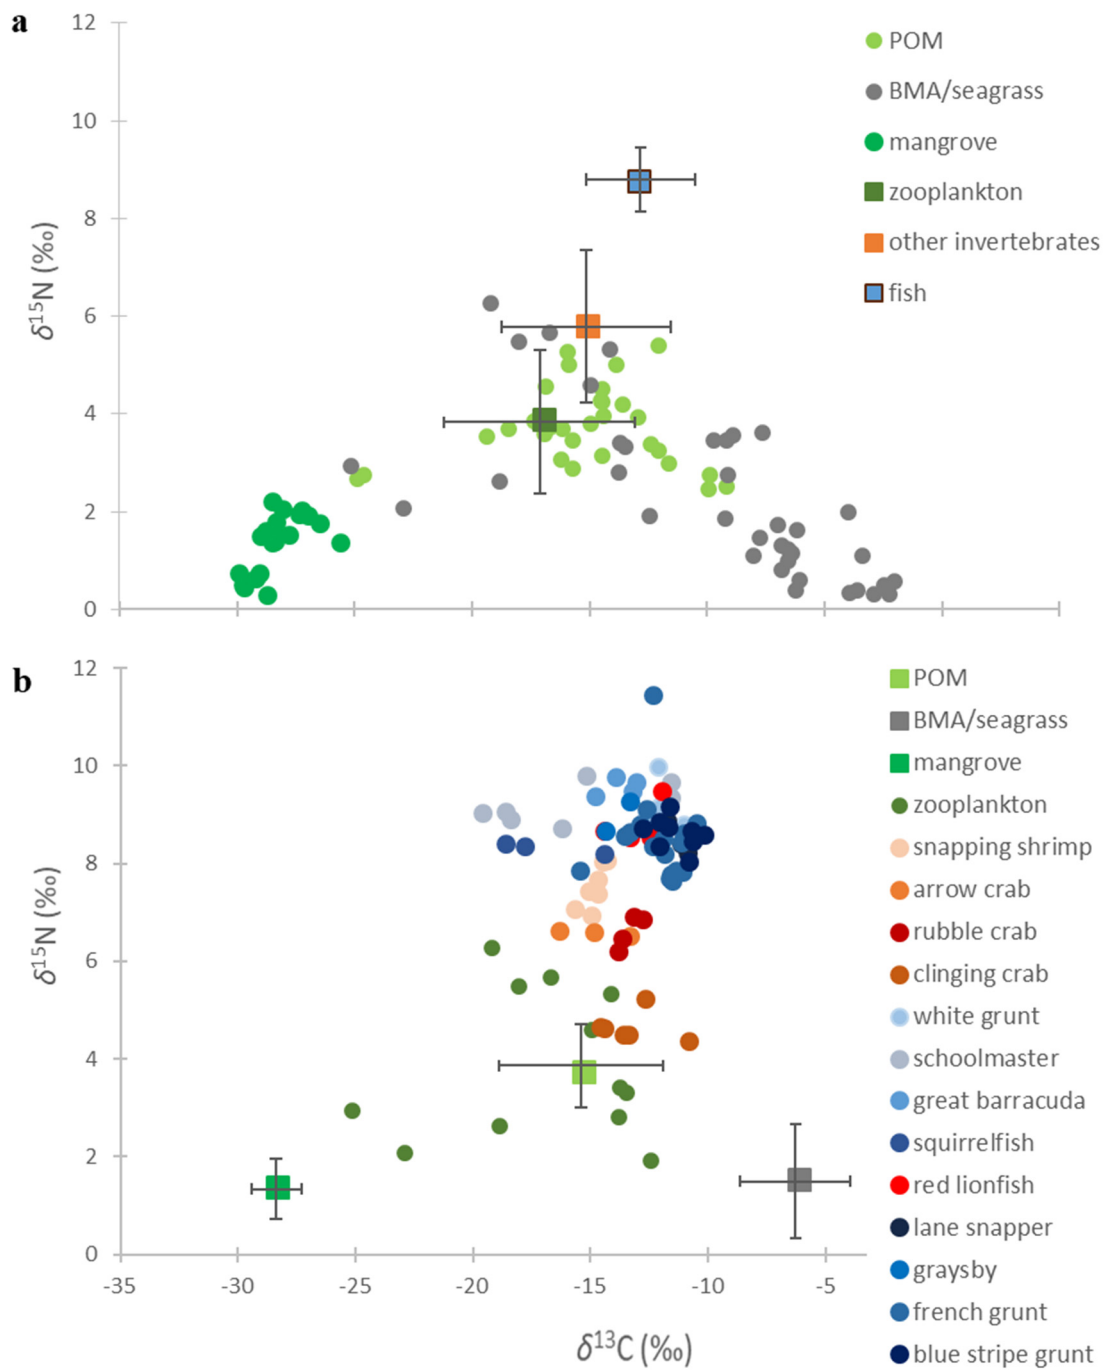 a
12
10
8
6
4
2
0
δ15N (‰)
POM
BMA/seagrass
mangrove
zooplankton
other invertebrates
fish
b
12
10
8
6
4
2
0
δ15N (‰)
-35 -30 -25 -20 -15 -10 -5
δ13C (‰)
POM
BMA/seagrass
mangrove
zooplankton
snapping shrimp
arrow crab
rubble crab
clinging crab
white grunt
schoolmaster
great barracuda
squirrelfish
red lionfish
lane snapper
graysby
french grunt
blue stripe grunt